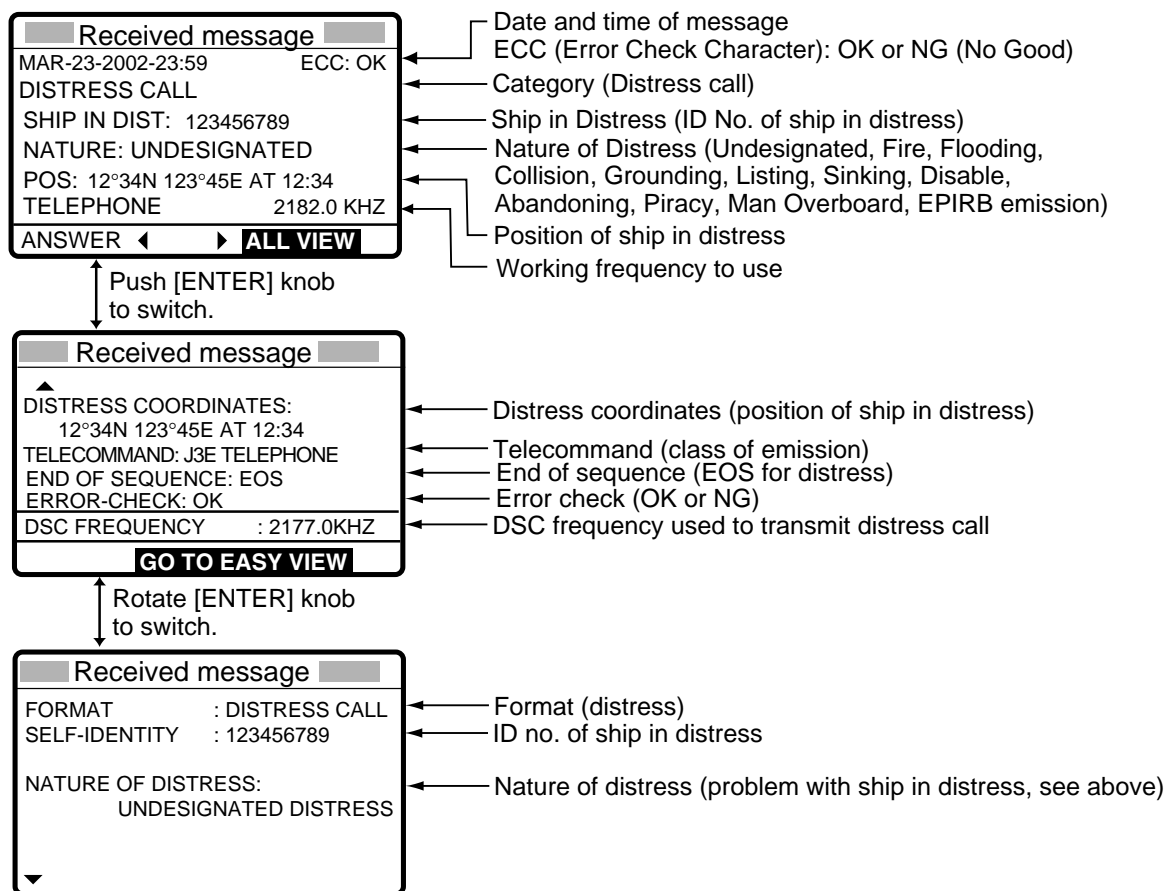 Received message
MAR-23-2002-23:59 ECC: OK
DISTRESS CALL
SHIP IN DIST: 123456789
NATURE: UNDESIGNATED
POS: 12°34N 123°45E AT 12:34
TELEPHONE 2182.0 KHZ
ANSWER ALL VIEW
Date and time of message
ECC (Error Check Character): OK or NG (No Good)
Category (Distress call)
Ship in Distress (ID No. of ship in distress)
Nature of Distress (Undesignated, Fire, Flooding,
Collision, Grounding, Listing, Sinking, Disable,
Abandoning, Piracy, Man Overboard, EPIRB emission)
Position of ship in distress
Working frequency to use
Push [ENTER] knob
to switch.
Received message
DISTRESS COORDINATES:
12°34N 123°45E AT 12:34
TELECOMMAND: J3E TELEPHONE
END OF SEQUENCE: EOS
ERROR-CHECK: OK
DSC FREQUENCY : 2177.0KHZ
GO TO EASY VIEW
Distress coordinates (position of ship in distress)
Telecommand (class of emission)
End of sequence (EOS for distress)
Error check (OK or NG)
DSC frequency used to transmit distress call
Rotate [ENTER] knob
to switch.
Received message
FORMAT : DISTRESS CALL
SELF-IDENTITY : 123456789
NATURE OF DISTRESS:
UNDESIGNATED DISTRESS
Format (distress)
ID no. of ship in distress
Nature of distress (problem with ship in distress, see above)